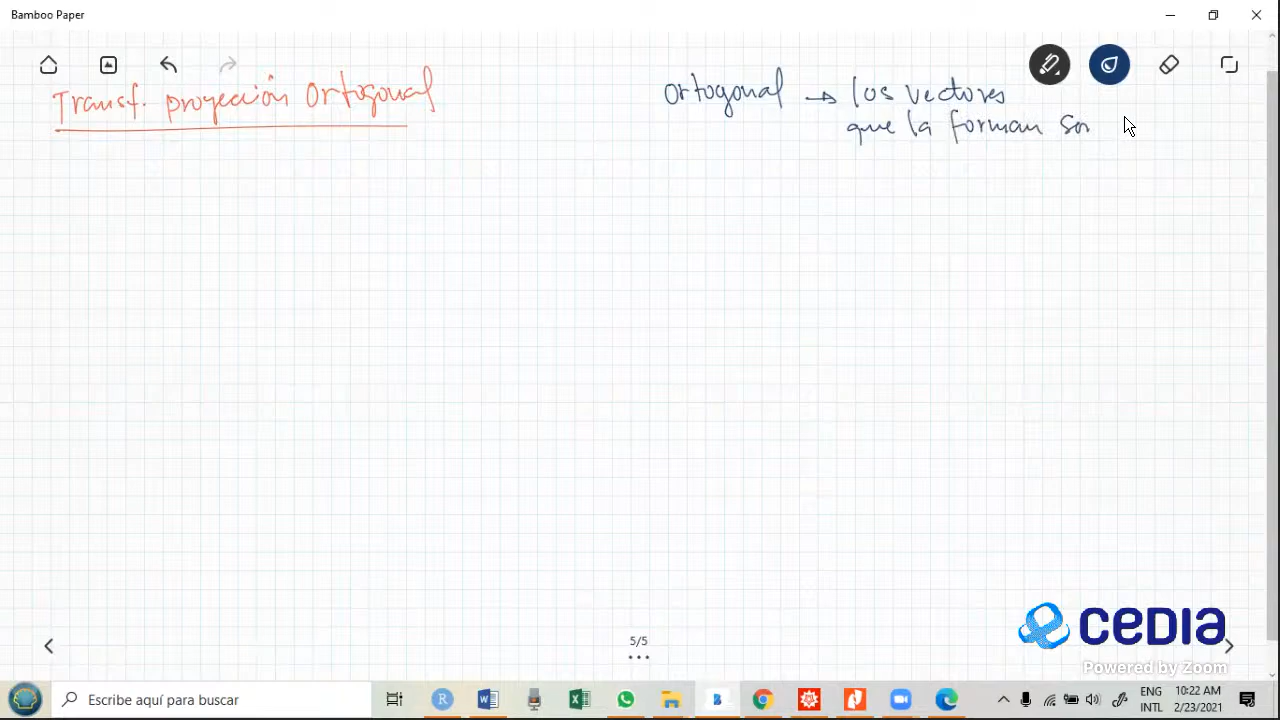 Bamboo Paper
Transf. proyección Ortogonal
Ortogonal → los vectores
que la forman son
5/5
cedia
Powered by Zoom
Escribe aquí para buscar
ENG
INTL
10:22 AM
2/23/2021